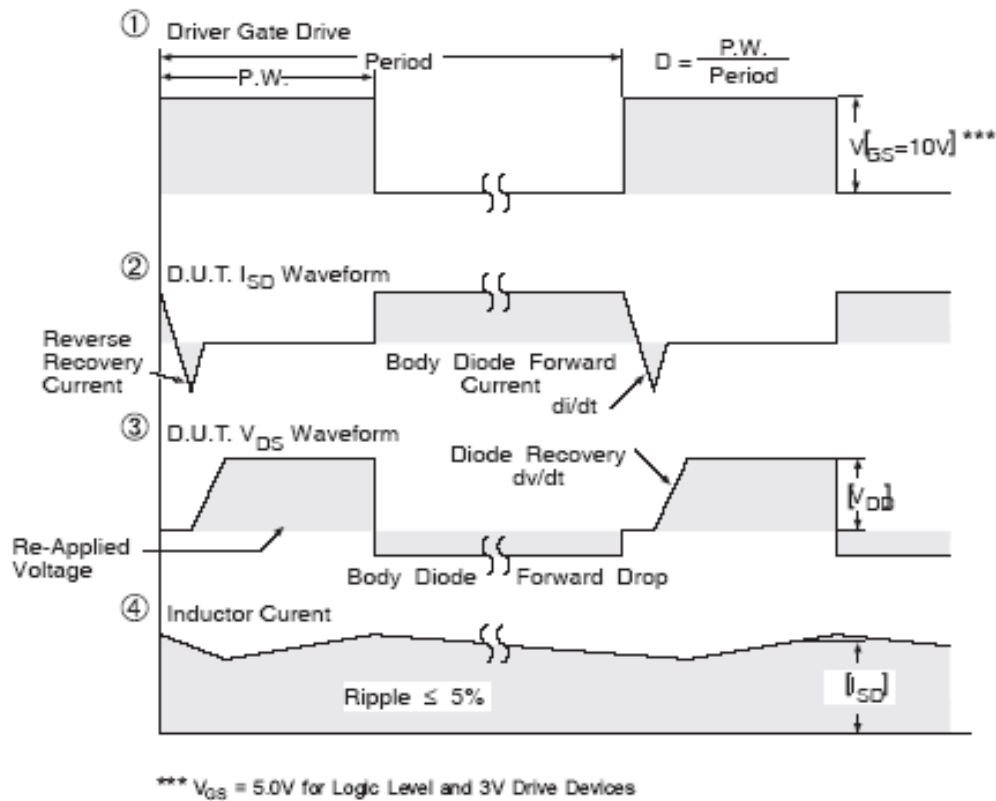 ① Driver Gate Drive
Period
P.W.
D = P.W.
Period
V[GS=10V] ***
② D.U.T. ISD Waveform
Reverse
Recovery
Current
Body Diode Forward
Current
di/dt
③ D.U.T. VDS Waveform
Diode Recovery
dv/dt
[VDD]
Re-Applied
Voltage
Body Diode Forward Drop
④ Inductor Curent
Ripple ≤ 5%
[ISD]
*** VGS = 5.0V for Logic Level and 3V Drive Devices